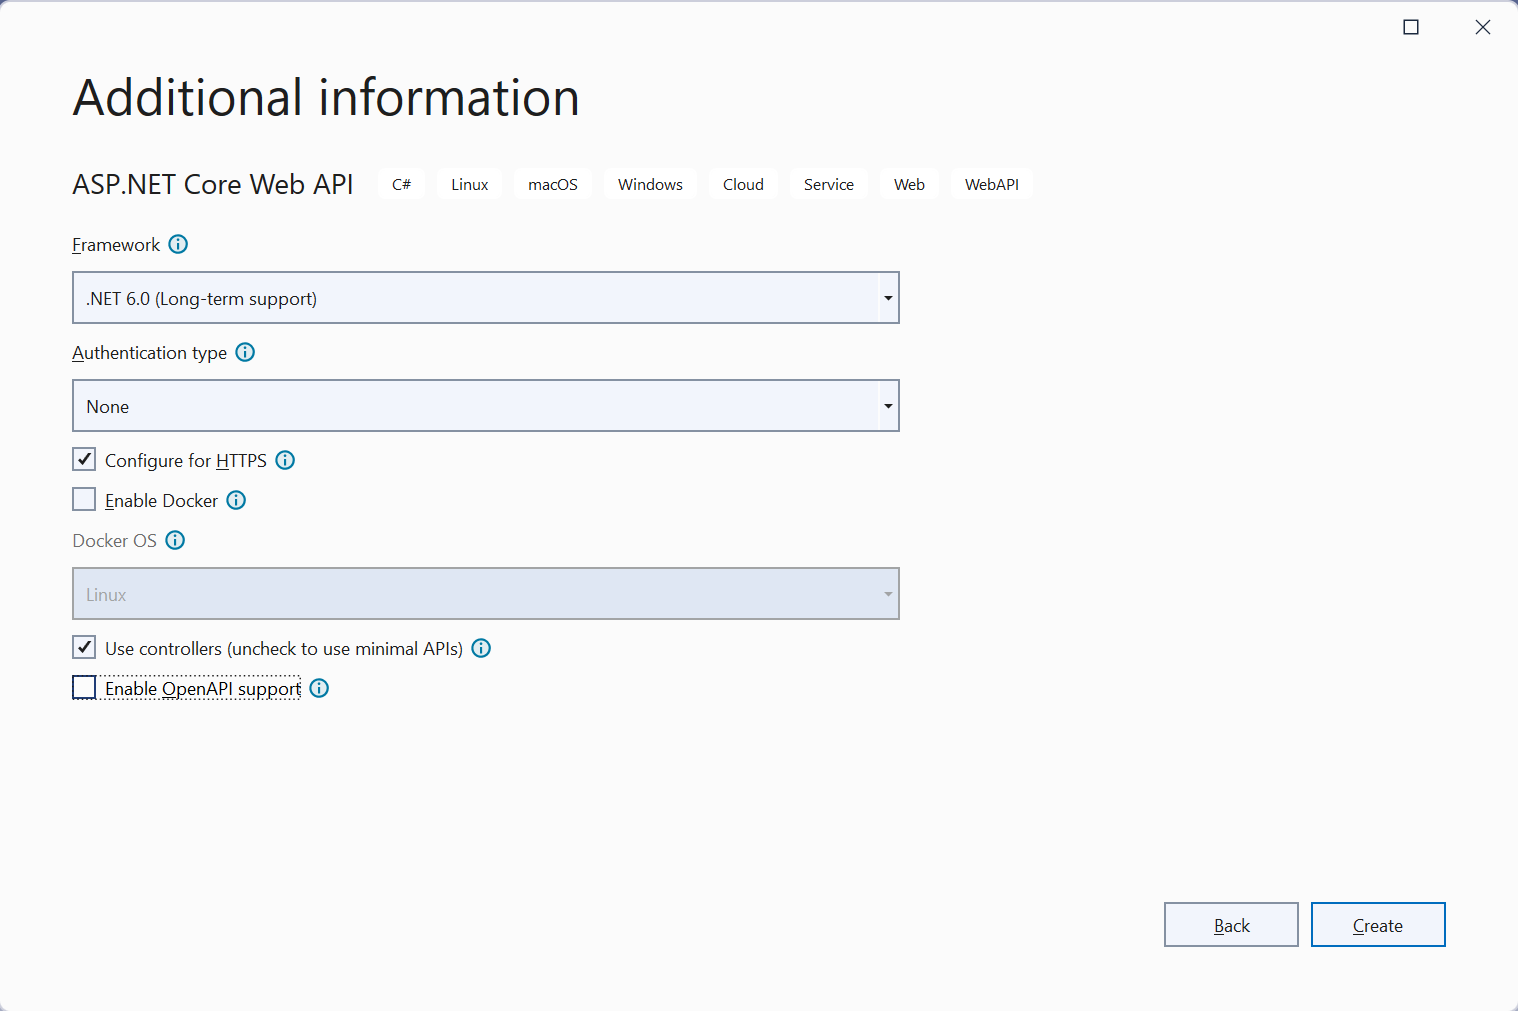 Additional information
ASP.NET Core Web API C# Linux macOS Windows Cloud Service Web WebAPI
Framework
.NET 6.0 (Long-term support)
Authentication type
None
Configure for HTTPS
Enable Docker
Docker OS
Linux
Use controllers (uncheck to use minimal APIs)
Enable OpenAPI support
Back Create